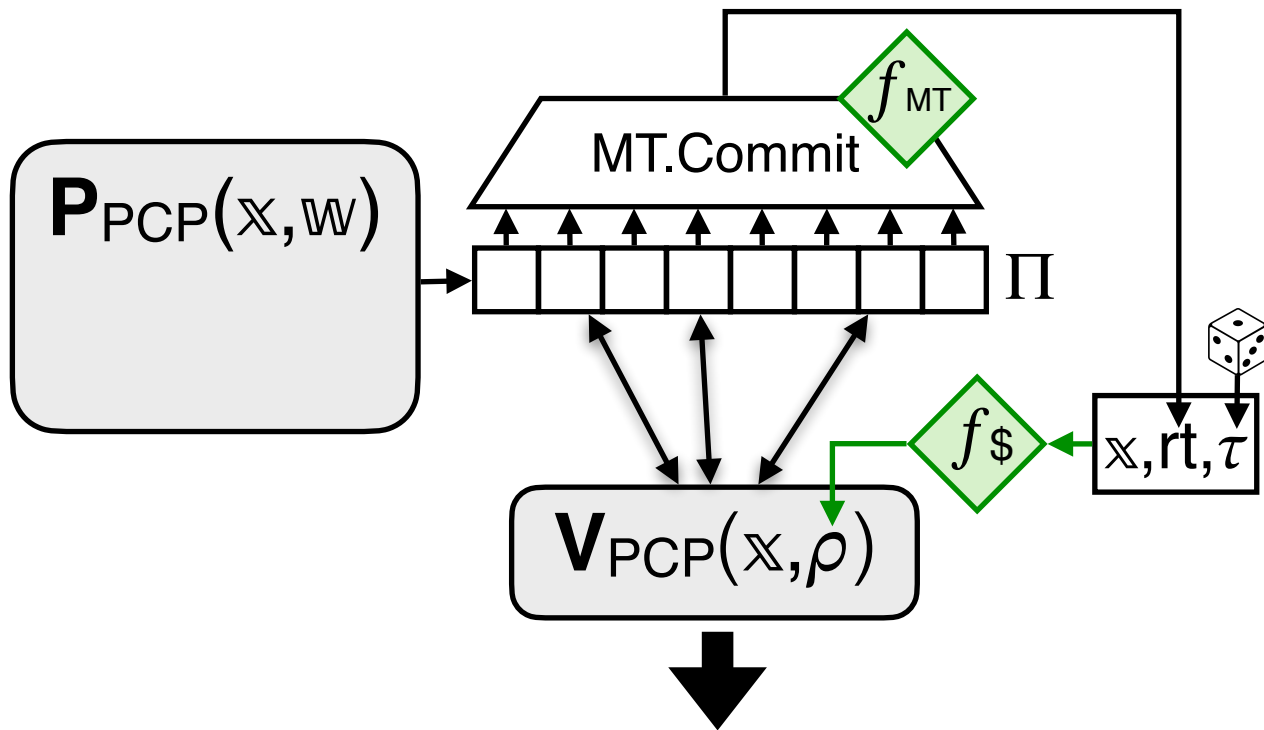 f MT
MT.Commit
P PCP(𝕩,𝕨)
Π
f $
𝕩,rt,τ
V PCP(𝕩,ρ)